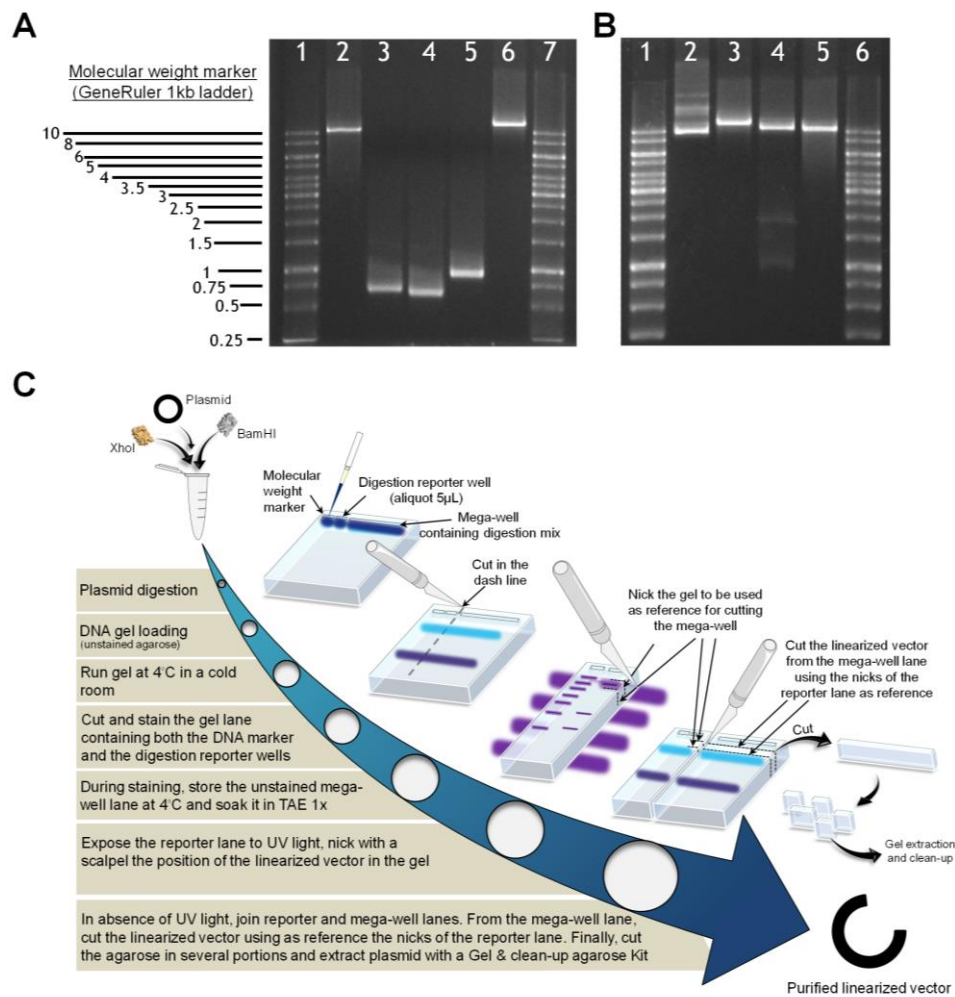 A
B
Molecular weight marker
(GeneRuler 1kb ladder)
1 2 3 4 5 6 7
1 2 3 4 5 6
10
8
6
5
4
3.5
3
2.5
2
1.5
1
0.75
0.5
0.25
C
Plasmid
XhoI
BamHI
Molecular
weight
marker
Digestion reporter well
(aliquot 5µL)
Mega-well
containing digestion mix
Cut in the
dash line
Nick the gel to be used
as reference for cutting
the mega-well
Cut the linearized vector
from the mega-well lane
using the nicks of the
reporter lane as reference
Cut
Gel extraction
and clean-up
Plasmid digestion
DNA gel loading
(unstained agarose)
Run gel at 4°C in a cold
room
Cut and stain the gel lane
containing both the DNA marker
and the digestion reporter wells
During staining, store the unstained mega-
well lane at 4°C and soak it in TAE 1x
Expose the reporter lane to UV light, nick with a
scalpel the position of the linearized vector in the gel
In absence of UV light, join reporter and mega-well lanes. From the mega-well lane,
cut the linearized vector using as reference the nicks of the reporter lane. Finally, cut
the agarose in several portions and extract plasmid with a Gel & clean-up agarose Kit
Purified linearized vector